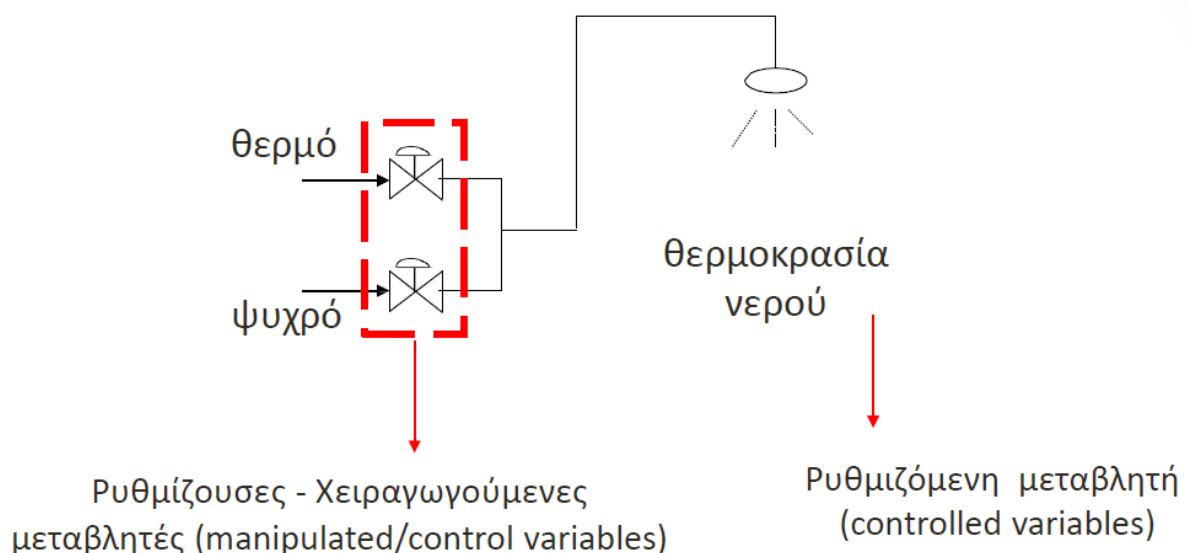 θερμό
ψυχρό
θερμοκρασία
νερού
Ρυθμίζουσες - Χειραγωγούμενες
μεταβλητές (manipulated/control variables)
Ρυθμιζόμενη μεταβλητή
(controlled variables)